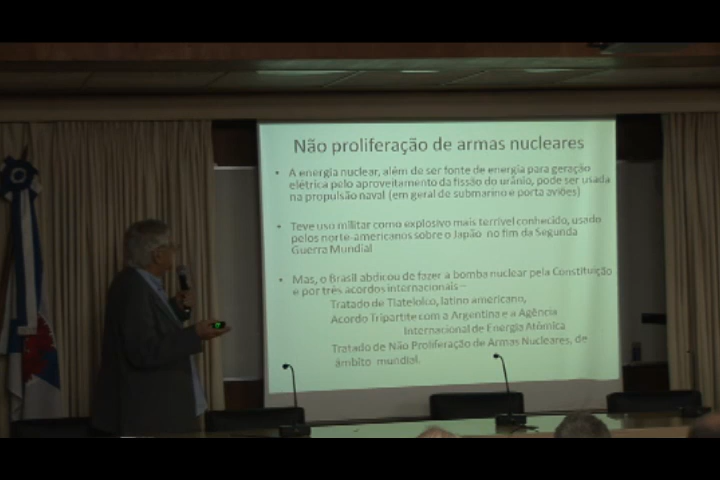 Não proliferação de armas nucleares
• A energia nuclear, além de ser fonte de energia para geração
elétrica pelo aproveitamento da fissão do urânio, pode ser usada
na propulsão naval (em geral de submarino e porta aviões)
• Teve uso militar como explosivo mais terrível conhecido, usado
pelos norte-americanos sobre o Japão no fim da Segunda
Guerra Mundial
• Mas, o Brasil abdicou de fazer a bomba nuclear pela Constituição
e por três acordos internacionais –
Tratado de Tlatelolco, latino americano,
Acordo Tripartite com a Argentina e a Agência
Internacional de Energia Atômica
Tratado de Não Proliferação de Armas Nucleares, de
âmbito mundial.